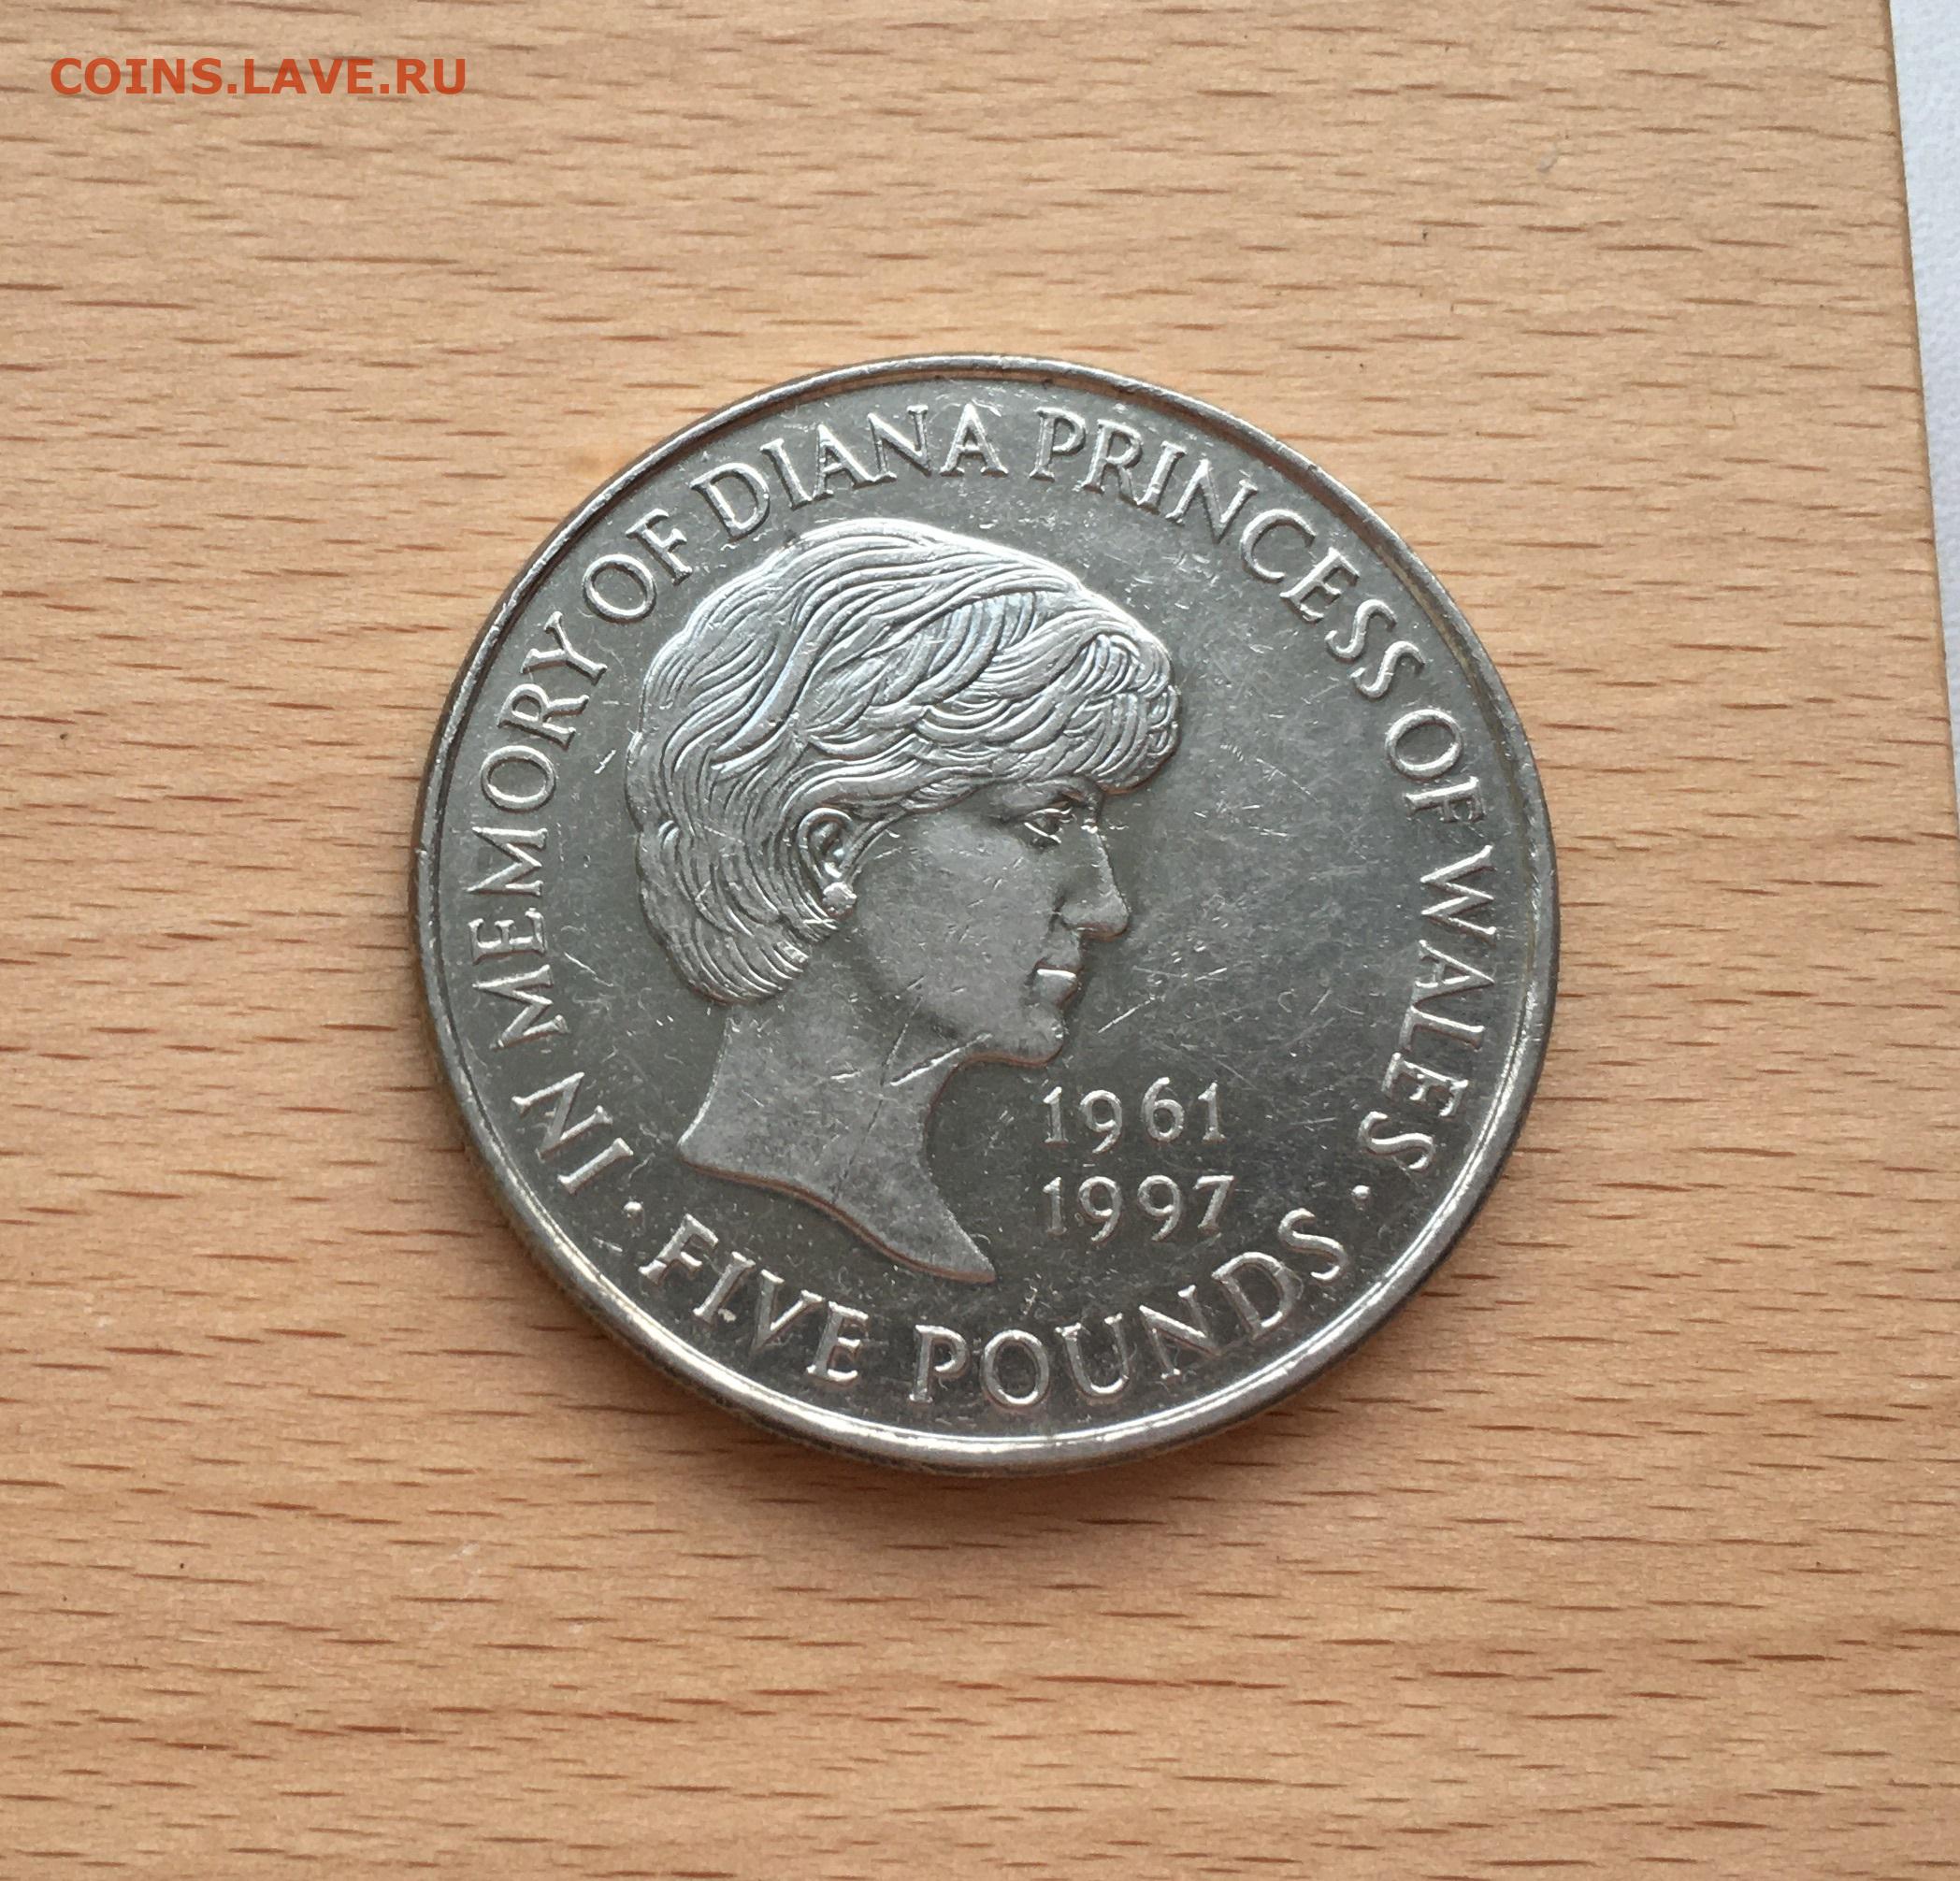 COINS.LAVE.RU
IN MEMORY OF DIANA PRINCESS OF WALES
1961
1997
· FIVE POUNDS ·